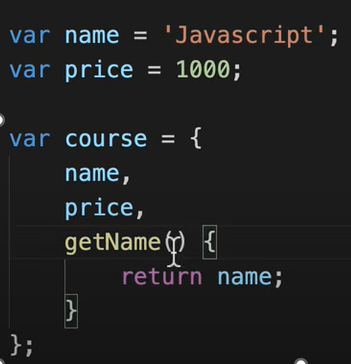 var name = 'Javascript';
var price = 1000;
var course = {
name,
price,
getName() {
return name;
}
};